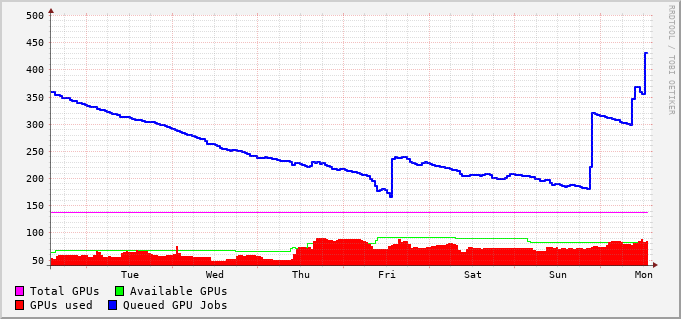 500
450
400
350
300
250
200
150
100
50
Tue Wed Thu Fri Sat Sun Mon
Total GPUs Available GPUs
GPUs used Queued GPU Jobs
RRDTOOL / TOBI OETIKER